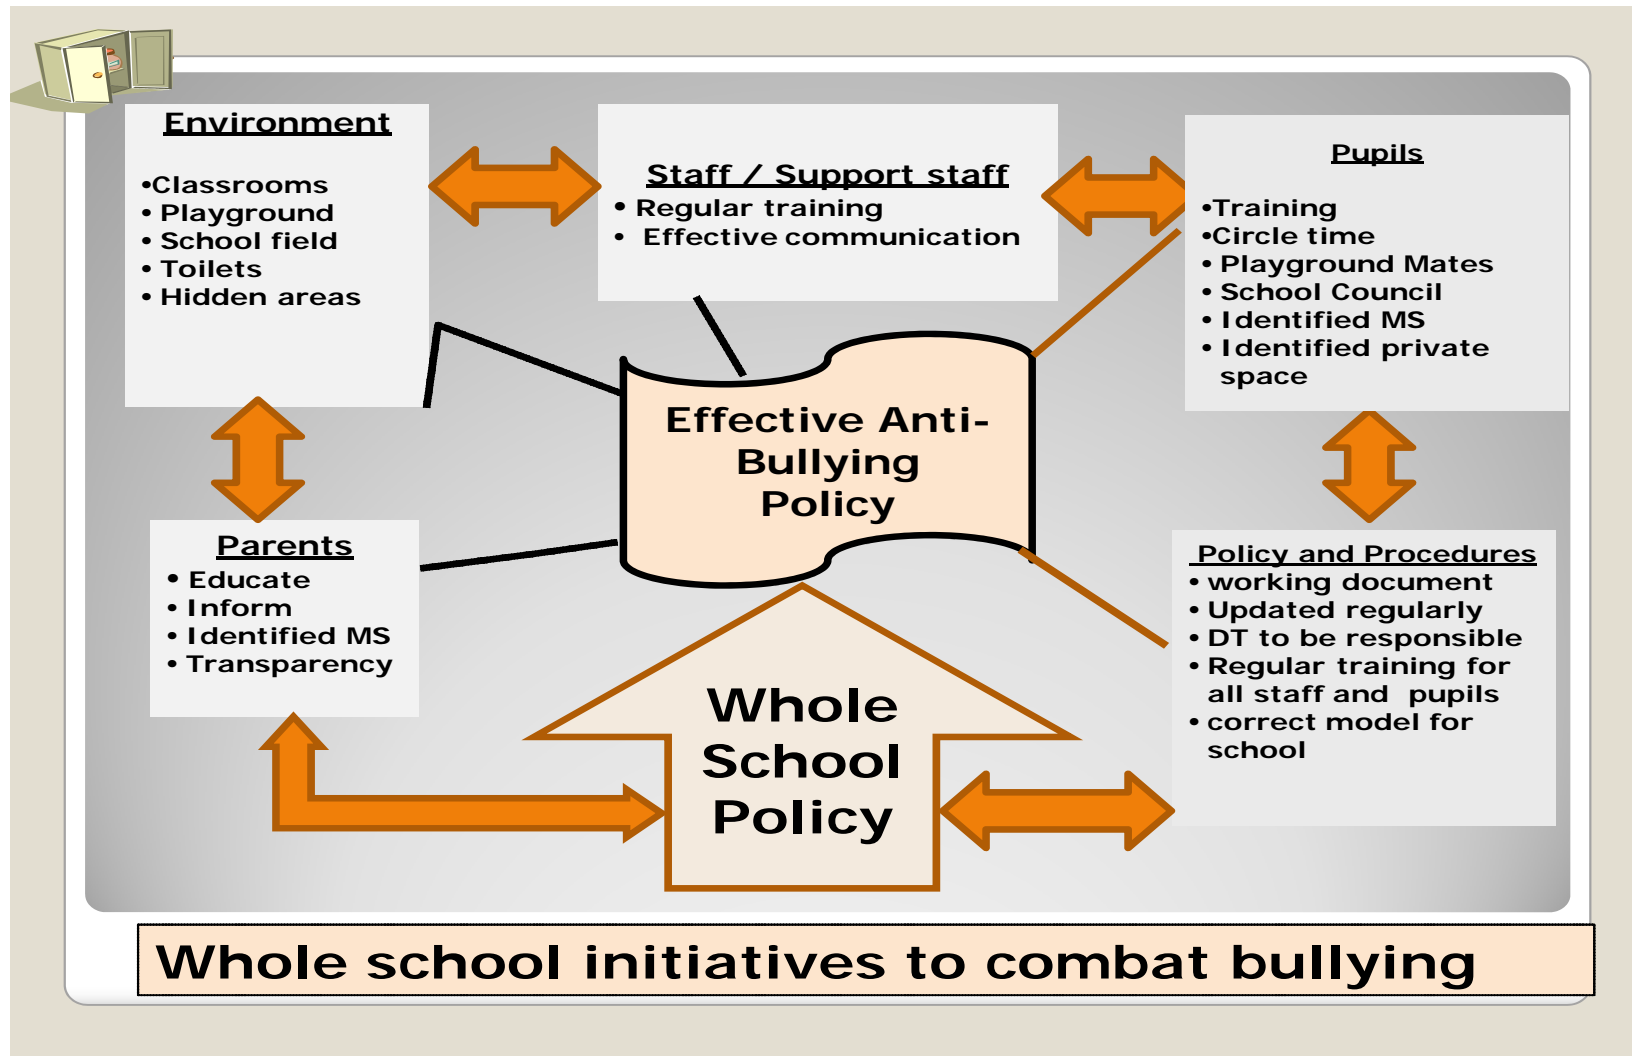 Environment
•Classrooms
• Playground
• School field
• Toilets
• Hidden areas
Staff / Support staff
• Regular training
• Effective communication
Pupils
•Training
•Circle time
• Playground Mates
• School Council
• Identified MS
• Identified private
space
Effective Anti-
Bullying
Policy
Parents
• Educate
• Inform
• Identified MS
• Transparency
Policy and Procedures
• working document
• Updated regularly
• DT to be responsible
• Regular training for
all staff and pupils
• correct model for
school
Whole
School
Policy
Whole school initiatives to combat bullying